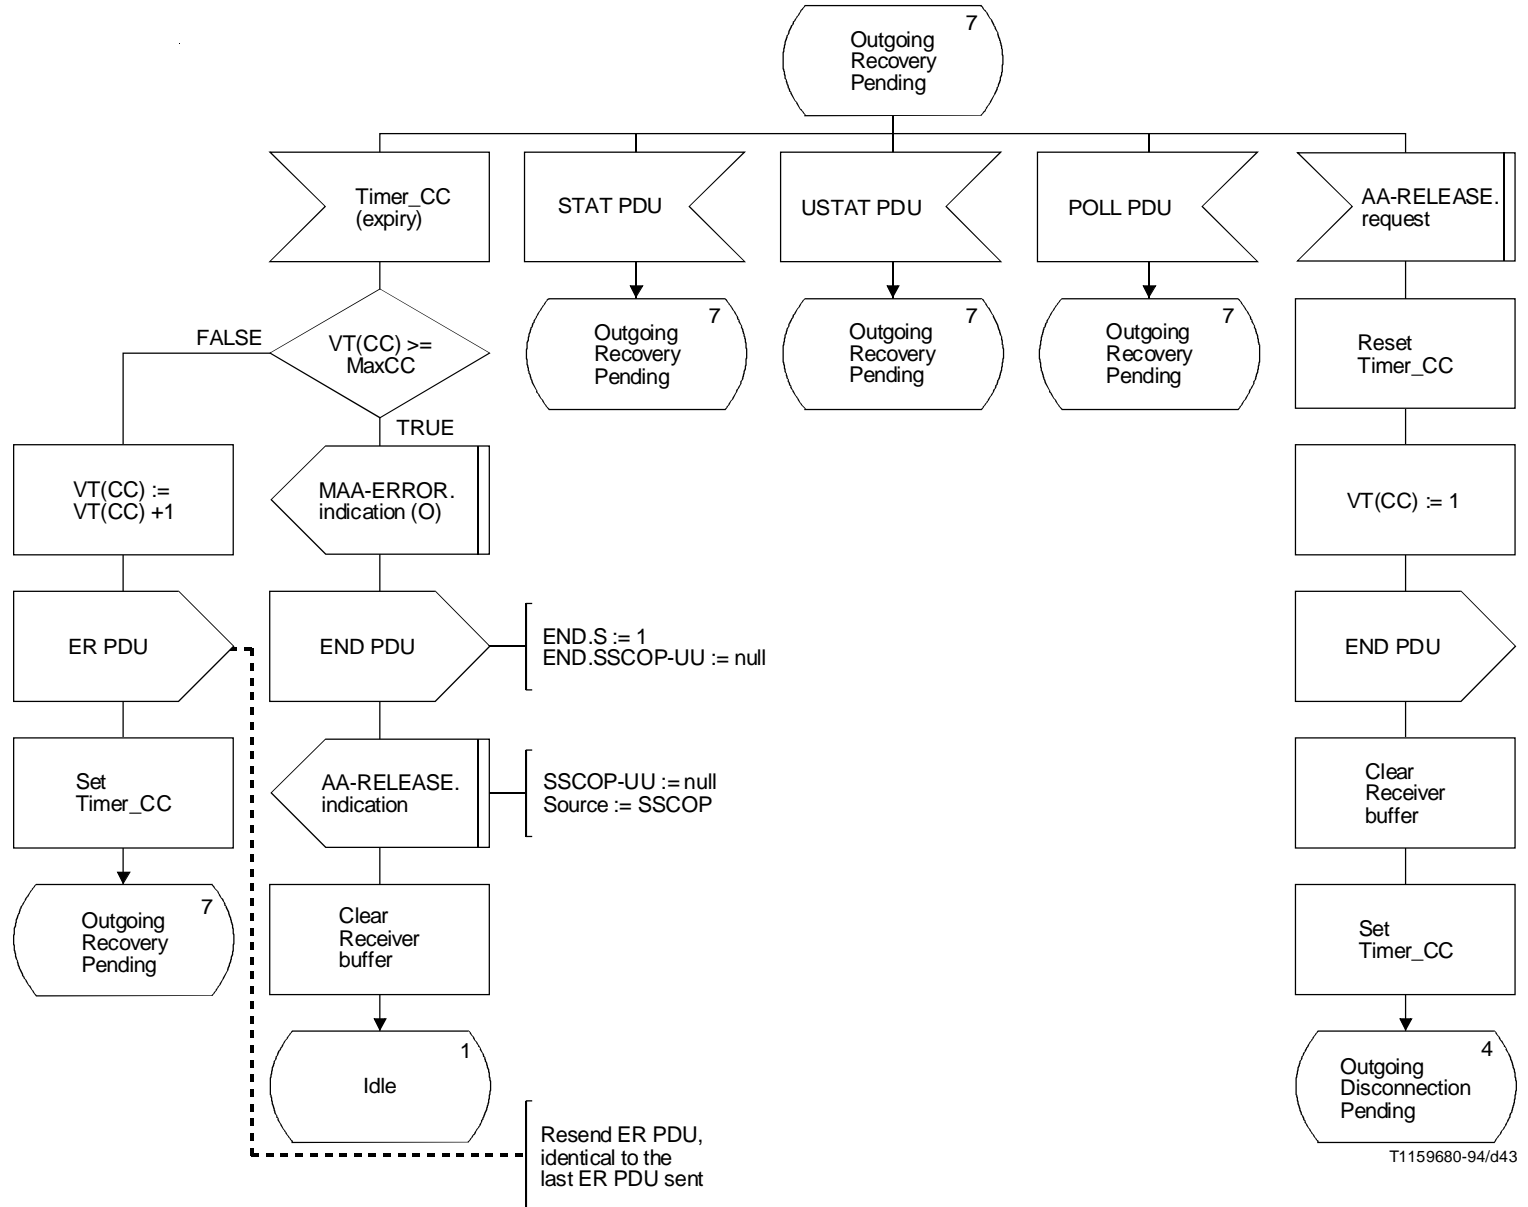 7
Outgoing
Recovery
Pending
Timer_CC
(expiry)
STAT PDU
USTAT PDU
POLL PDU
AA-RELEASE.
request
FALSE
VT(CC) >=
MaxCC
TRUE
7
Outgoing
Recovery
Pending
7
Outgoing
Recovery
Pending
7
Outgoing
Recovery
Pending
Reset
Timer_CC
VT(CC) :=
VT(CC) +1
MAA-ERROR.
indication (O)
VT(CC) := 1
ER PDU
END PDU
END.S := 1
END.SSCOP-UU := null
END PDU
Set
Timer_CC
AA-RELEASE.
indication
SSCOP-UU := null
Source := SSCOP
Clear
Receiver
buffer
7
Outgoing
Recovery
Pending
Clear
Receiver
buffer
Set
Timer_CC
1
Idle
4
Outgoing
Disconnection
Pending
Resend ER PDU,
identical to the
last ER PDU sent
T1159680-94/d43